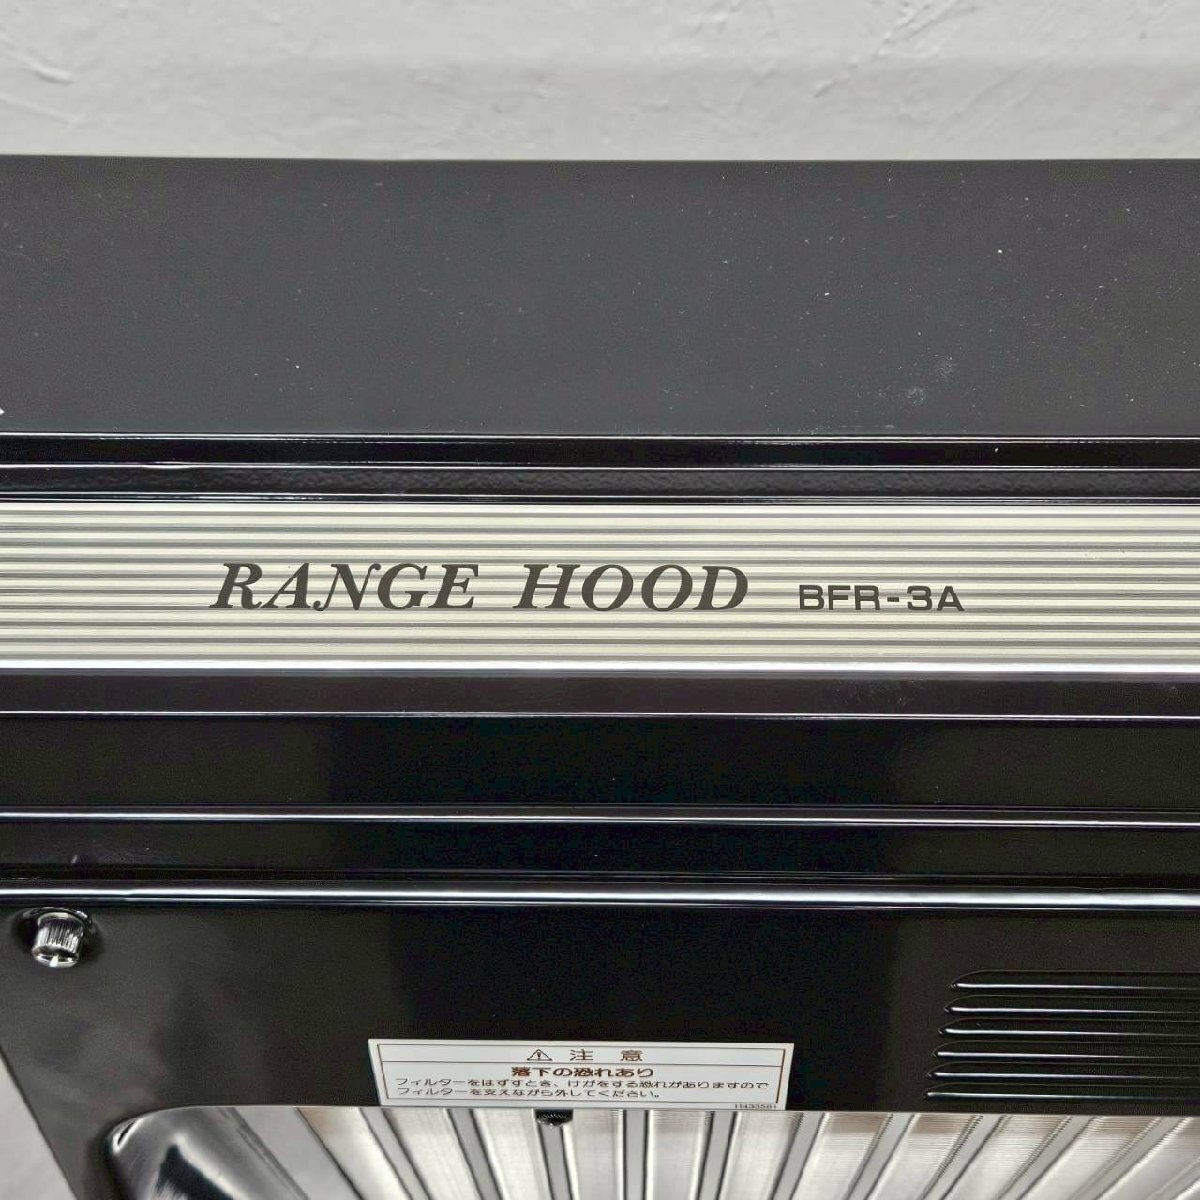 RANGE HOOD BFR-3A
⚠ 注意
落下の恐れあり
フィルターをはずすとき、けがをする恐れがありますので
フィルターを支えながら外してください。